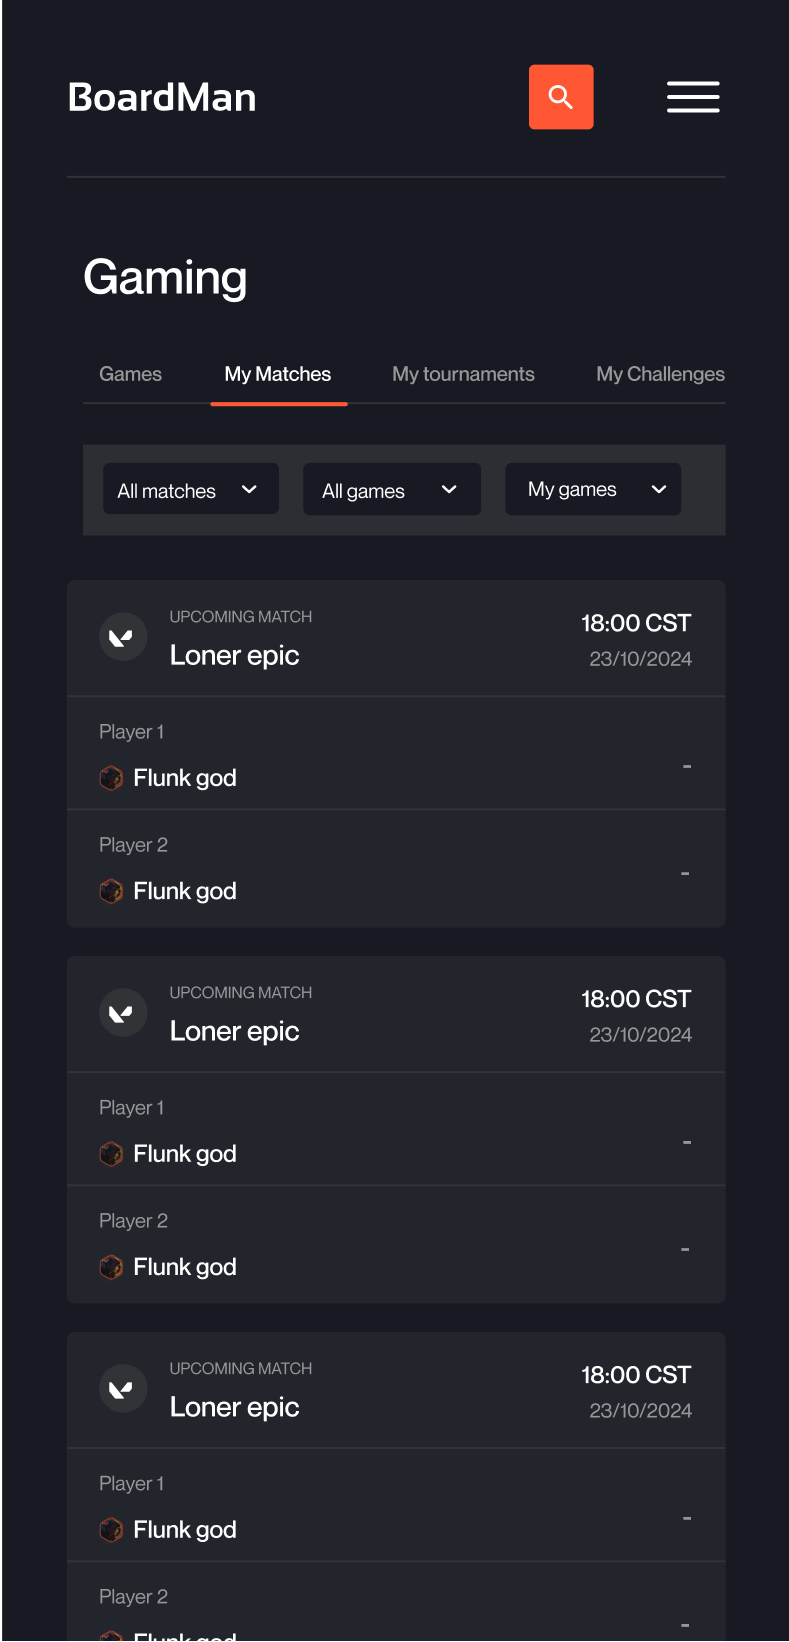 BoardMan
Gaming
Games My Matches My tournaments My Challenges
All matches All games My games
UPCOMING MATCH
Loner epic
18:00 CST
23/10/2024
Player 1
Flunk god
-
Player 2
Flunk god
-
UPCOMING MATCH
Loner epic
18:00 CST
23/10/2024
Player 1
Flunk god
-
Player 2
Flunk god
-
UPCOMING MATCH
Loner epic
18:00 CST
23/10/2024
Player 1
Flunk god
-
Player 2
Flunk god
-